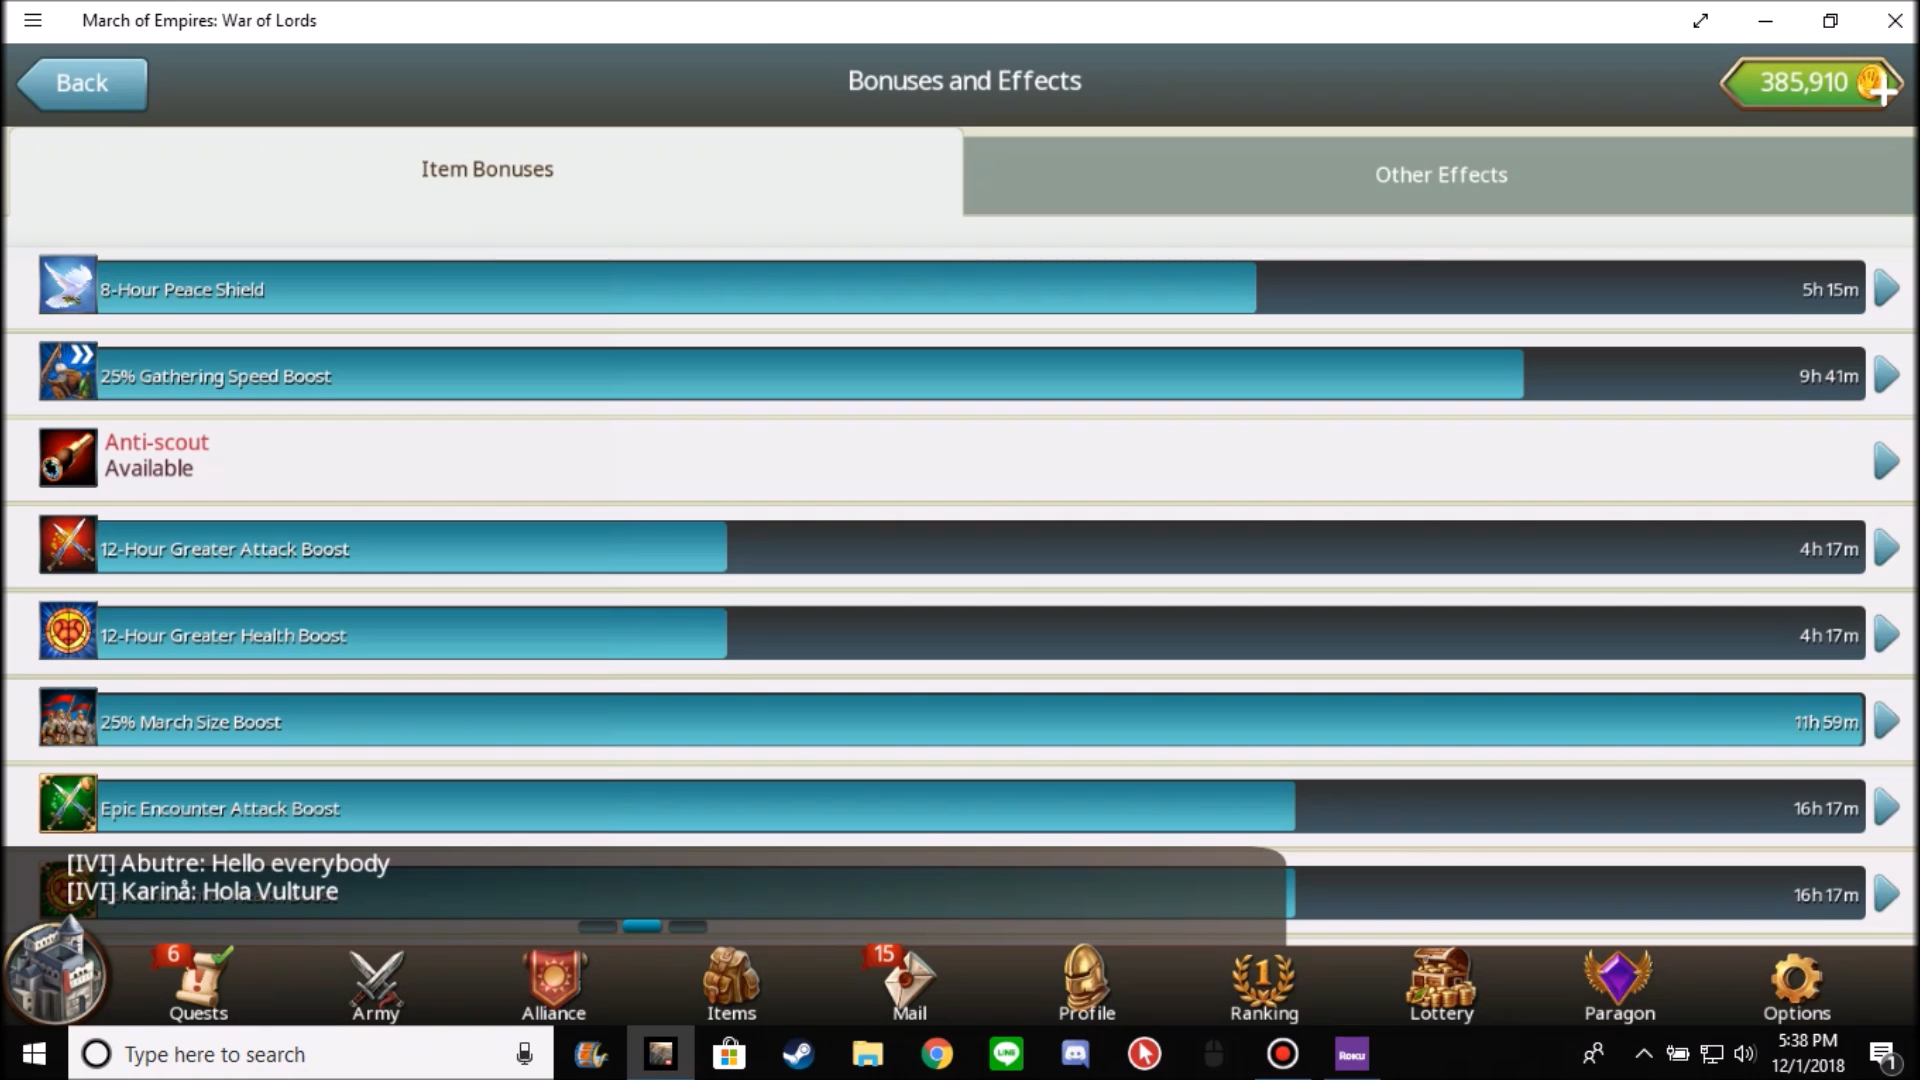 March of Empires: War of Lords
Back
Bonuses and Effects
385,910
Item Bonuses
Other Effects
8-Hour Peace Shield
5h 15m
25% Gathering Speed Boost
9h 41m
Anti-scout
Available
12-Hour Greater Attack Boost
4h 17m
12-Hour Greater Health Boost
4h 17m
25% March Size Boost
11h 59m
Epic Encounter Attack Boost
16h 17m
[IVI] Abutre: Hello everybody
[IVI] Karinå: Hola Vulture
16h 17m
6
15
1
Quests
Army
Alliance
Items
Mail
Profile
Ranking
Lottery
Paragon
Options
Type here to search
LINE
Roku
5:38 PM
12/1/2018
1